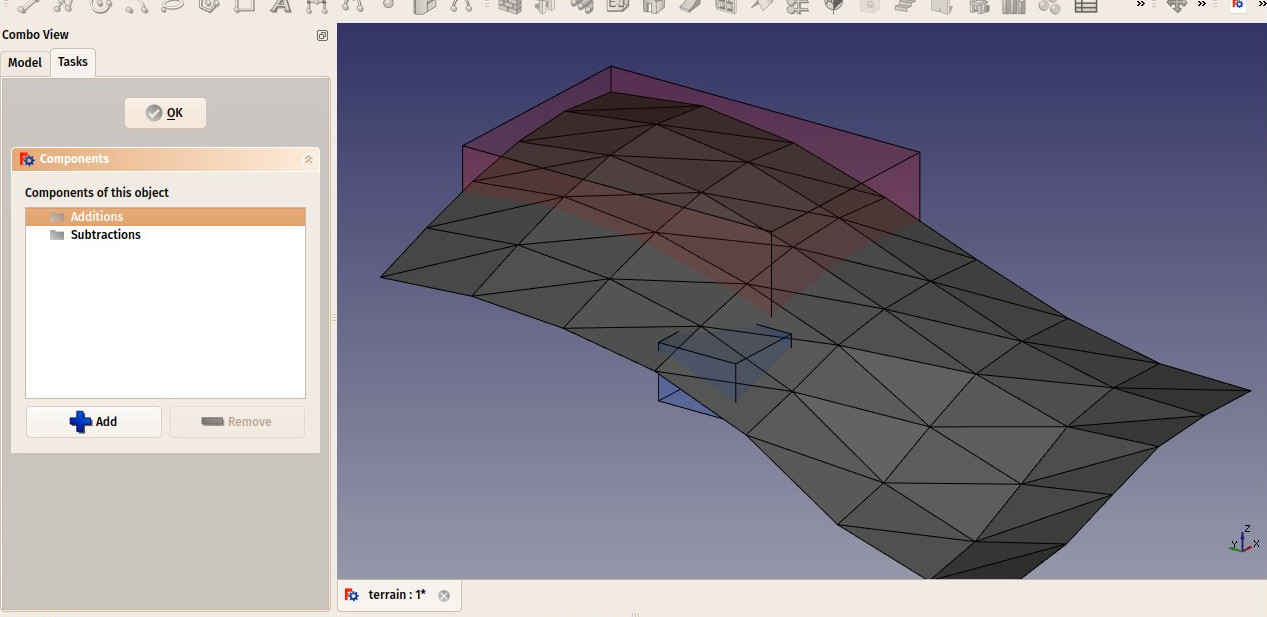 Combo View
Model
Tasks
OK
Components
Components of this object
Additions
Subtractions
Add
Remove
Z
Y
X
terrain : 1*